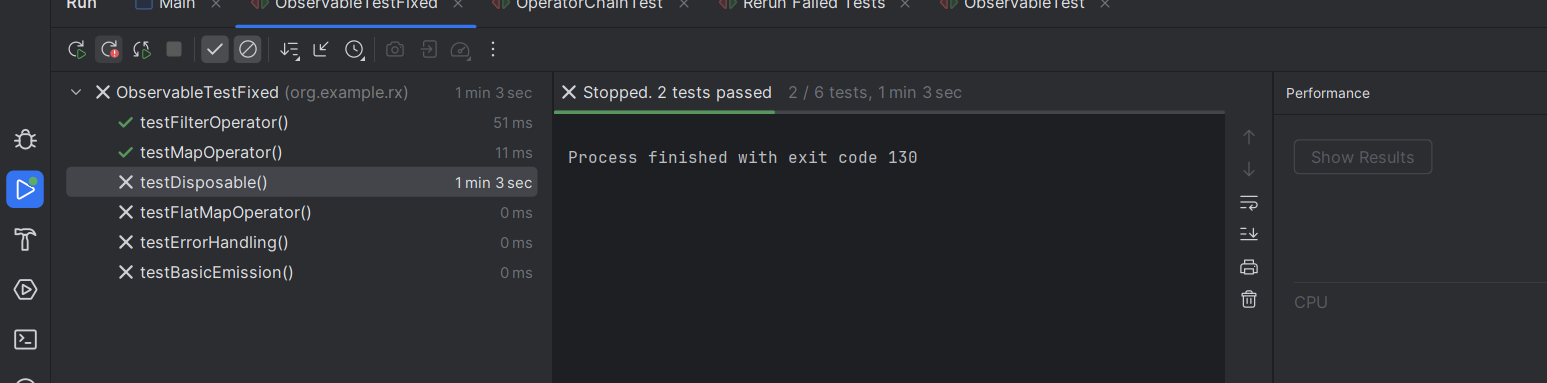 Run Main ObservableTestFixed OperatorChainTest Rerun Failed Tests ObservableTest
ObservableTestFixed (org.example.rx) 1 min 3 sec
testFilterOperator() 51 ms
testMapOperator() 11 ms
testDisposable() 1 min 3 sec
testFlatMapOperator() 0 ms
testErrorHandling() 0 ms
testBasicEmission() 0 ms
Stopped. 2 tests passed 2 / 6 tests, 1 min 3 sec
Process finished with exit code 130
Performance
Show Results
CPU